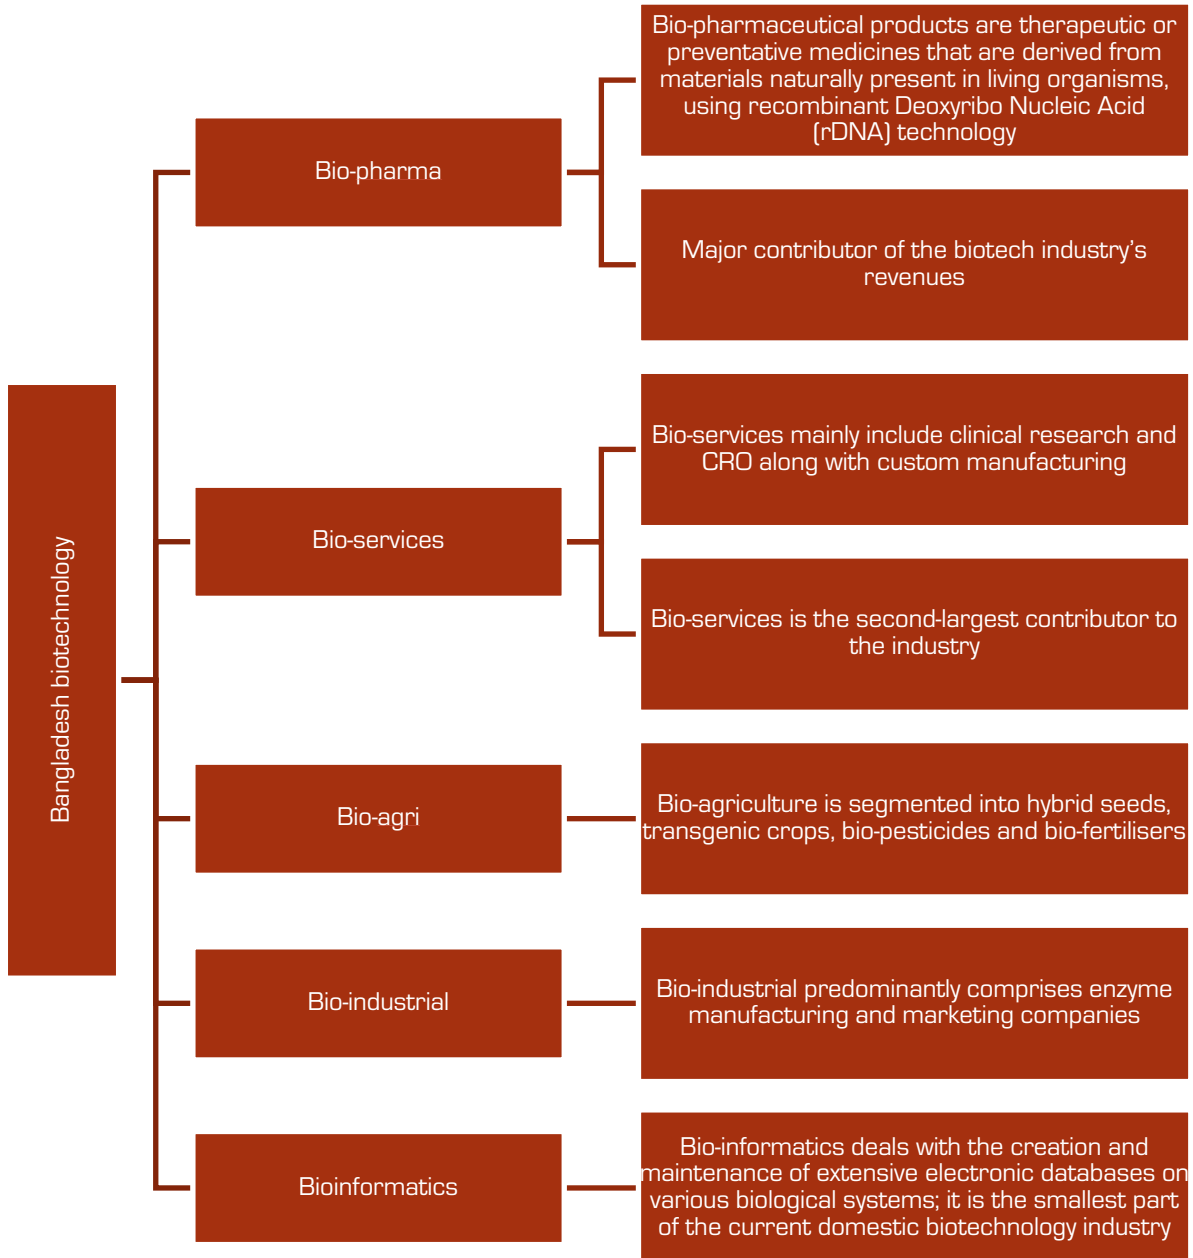 Bangladesh biotechnology
Bio-pharma
Bio-pharmaceutical products are therapeutic or
preventative medicines that are derived from
materials naturally present in living organisms,
using recombinant Deoxyribo Nucleic Acid
(rDNA) technology
Major contributor of the biotech industry’s
revenues
Bio-services
Bio-services mainly include clinical research and
CRO along with custom manufacturing
Bio-services is the second-largest contributor to
the industry
Bio-agri
Bio-agriculture is segmented into hybrid seeds,
transgenic crops, bio-pesticides and bio-fertilisers
Bio-industrial
Bio-industrial predominantly comprises enzyme
manufacturing and marketing companies
Bioinformatics
Bio-informatics deals with the creation and
maintenance of extensive electronic databases on
various biological systems; it is the smallest part
of the current domestic biotechnology industry